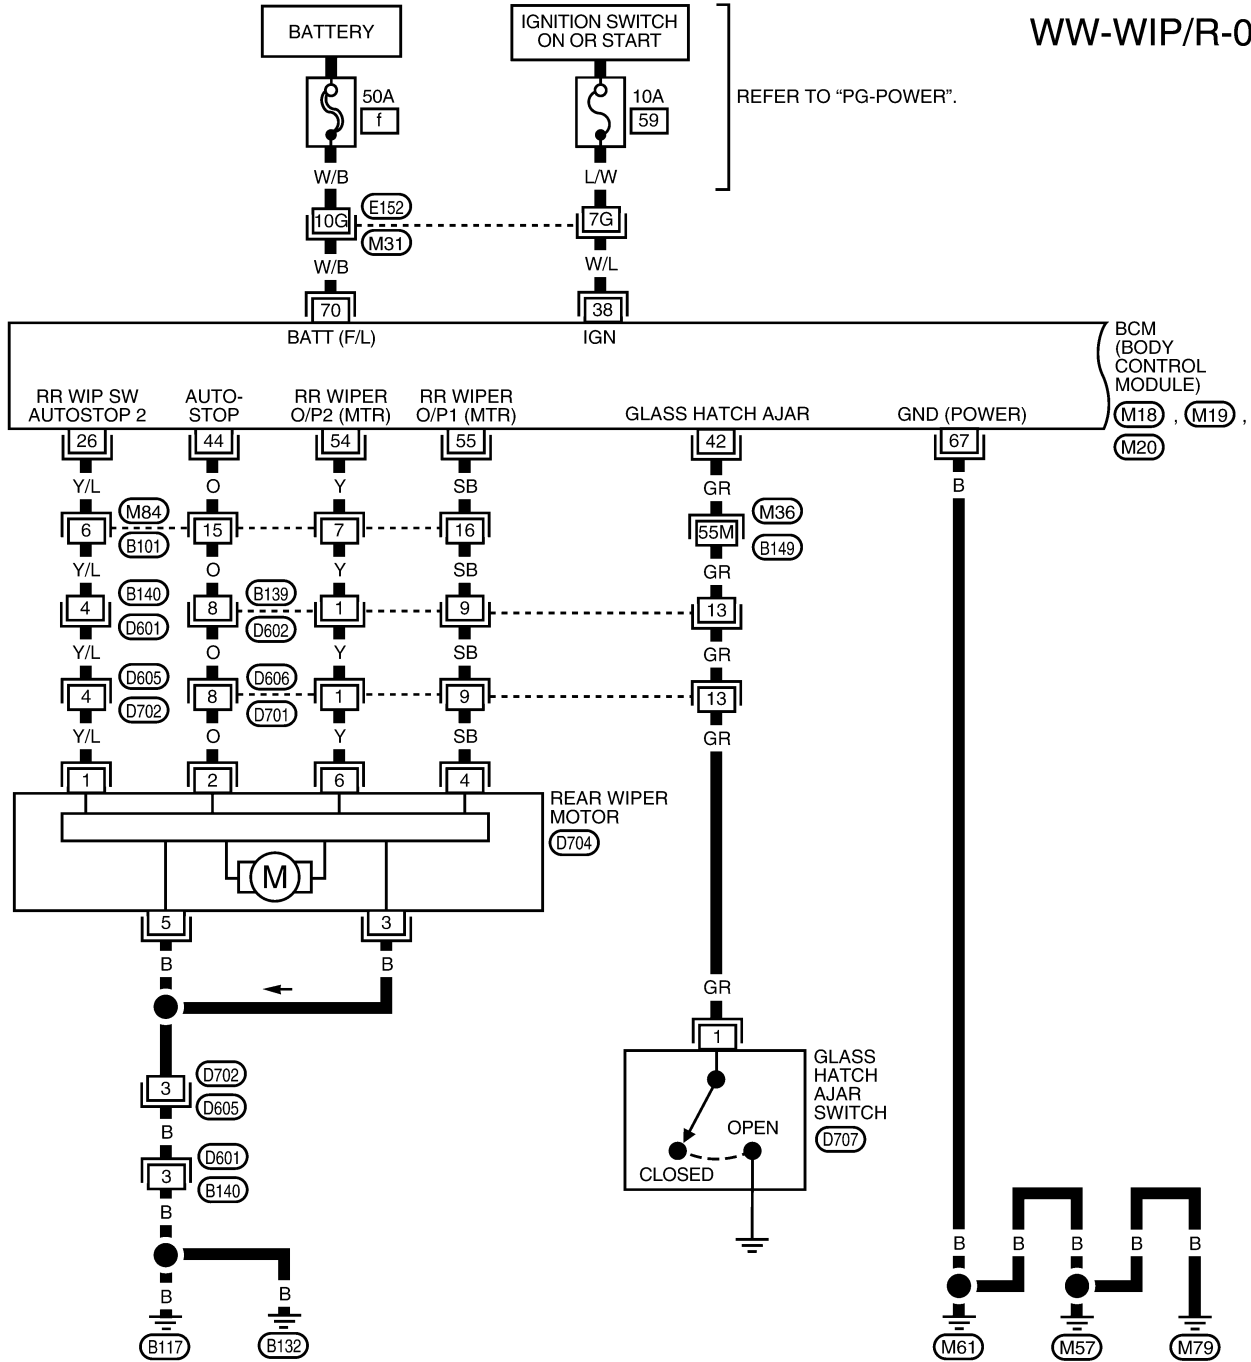 WW-WIP/R-0
BATTERY
IGNITION SWITCH
ON OR START
50A
f
10A
59
REFER TO “PG-POWER”.
W/B
L/W
10G
E152
M31
7G
W/B
W/L
70
38
BATT (F/L)
IGN
BCM
(BODY
CONTROL
MODULE)
M18 , M19 ,
M20
RR WIP SW
AUTOSTOP 2
AUTO-
STOP
RR WIPER
O/P2 (MTR)
RR WIPER
O/P1 (MTR)
GLASS HATCH AJAR
GND (POWER)
26
44
54
55
42
67
Y/L
O
Y
SB
GR
B
6
M84
B101
15
7
16
55M
M36
B149
Y/L
O
Y
SB
GR
4
B140
D601
8
B139
D602
1
9
13
Y/L
O
Y
SB
GR
4
D605
D702
8
D606
D701
1
9
13
Y/L
O
Y
SB
GR
1
2
6
4
REAR WIPER
MOTOR
D704
M
5
3
B
B
GR
1
GLASS
HATCH
AJAR
SWITCH
D707
OPEN
CLOSED
3
D702
D605
B
3
D601
B140
B
B
B
B117
B132
B
B
B
B
B
M61
M57
M79